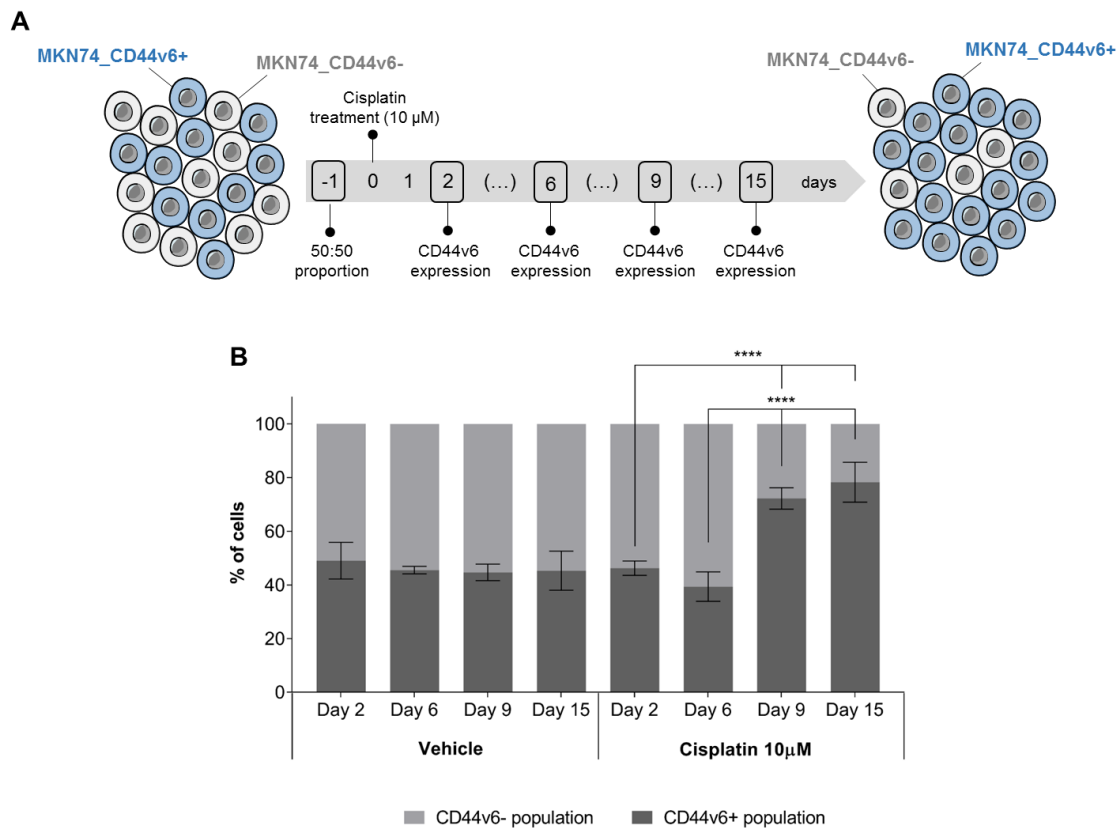 A
MKN74_CD44v6+
MKN74_CD44v6-
Cisplatin
treatment (10 µM)
-1 0 1 2 (...) 6 (...) 9 (...) 15 days
50:50
proportion
CD44v6
expression
CD44v6
expression
CD44v6
expression
CD44v6
expression
MKN74_CD44v6-
MKN74_CD44v6+
B
****
****
% of cells
100
80
60
40
20
0
Day 2 Day 6 Day 9 Day 15 Day 2 Day 6 Day 9 Day 15
Vehicle Cisplatin 10µM
CD44v6- population CD44v6+ population